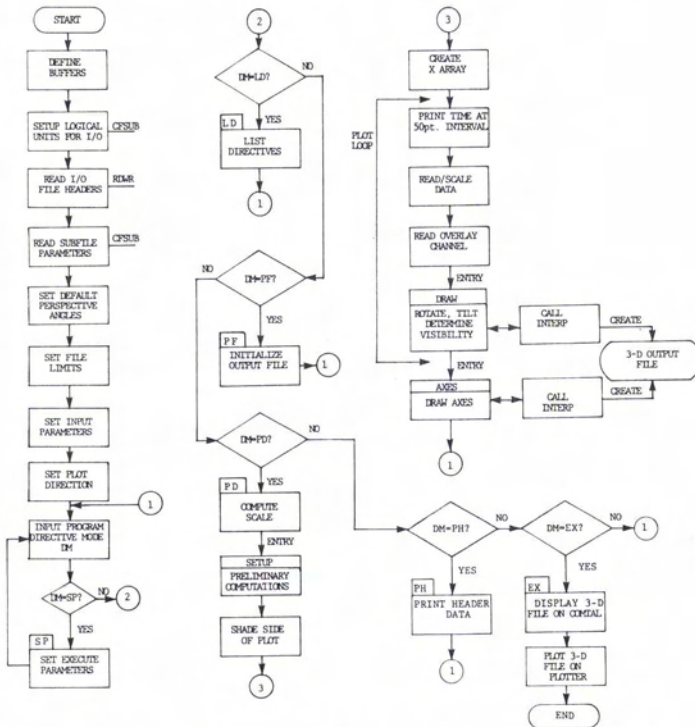 START
DEFINE
BUFFERS
SETUP LOGICAL
UNITS FOR I/O
CFSUB
READ I/O
FILE HEADERS
RDWR
READ SUBFILE
PARAMETERS
CFSUB
SET DEFAULT
PERSPECTIVE
ANGLES
SET FILE
LIMITS
SET INPUT
PARAMETERS
SET PLOT
DIRECTION
1
INPUT PROGRAM
DIRECTIVE MODE
DM
DM=SP?
NO
2
YES
SP
SET EXECUTE
PARAMETERS
2
DM=LD?
NO
YES
LD
LIST
DIRECTIVES
1
NO
DM=PF?
YES
PF
INITIALIZE
OUTPUT FILE
1
DM=PD?
NO
YES
PD
COMPUTE
SCALE
ENTRY
SETUP
PRELIMINARY
COMPUTATIONS
SHADE SIDE
OF PLOT
3
3
CREATE
X ARRAY
PLOT
LOOP
PRINT TIME AT
50pt. INTERVAL
READ/SCALE
DATA
READ OVERLAY
CHANNEL
ENTRY
DRAW
ROTATE, TILT
DETERMINE
VISIBILITY
CALL
INTERP
CREATE
3-D OUTPUT
FILE
ENTRY
AXES
DRAW AXES
CALL
INTERP
CREATE
1
DM=PH?
NO
DM=EX?
NO
1
YES
YES
PH
PRINT HEADER
DATA
1
EX
DISPLAY 3-D
FILE ON COMTAL
PLOT 3-D
FILE ON
PLOTTER
END